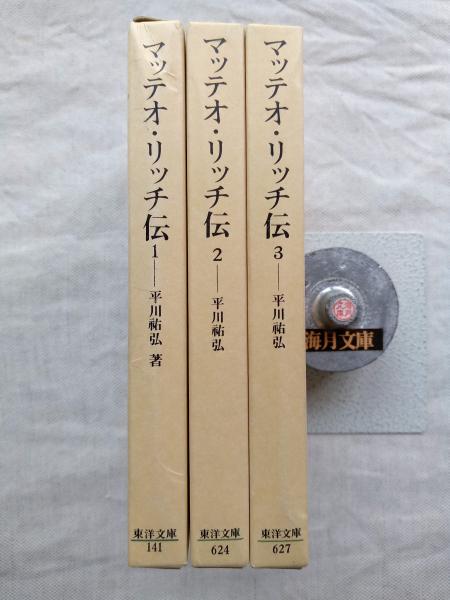 マッテオ・リッチ伝 1──平川祐弘 著
東洋文庫
141
マッテオ・リッチ伝 2──平川祐弘
東洋文庫
624
マッテオ・リッチ伝 3──平川祐弘
東洋文庫
627
海月文庫